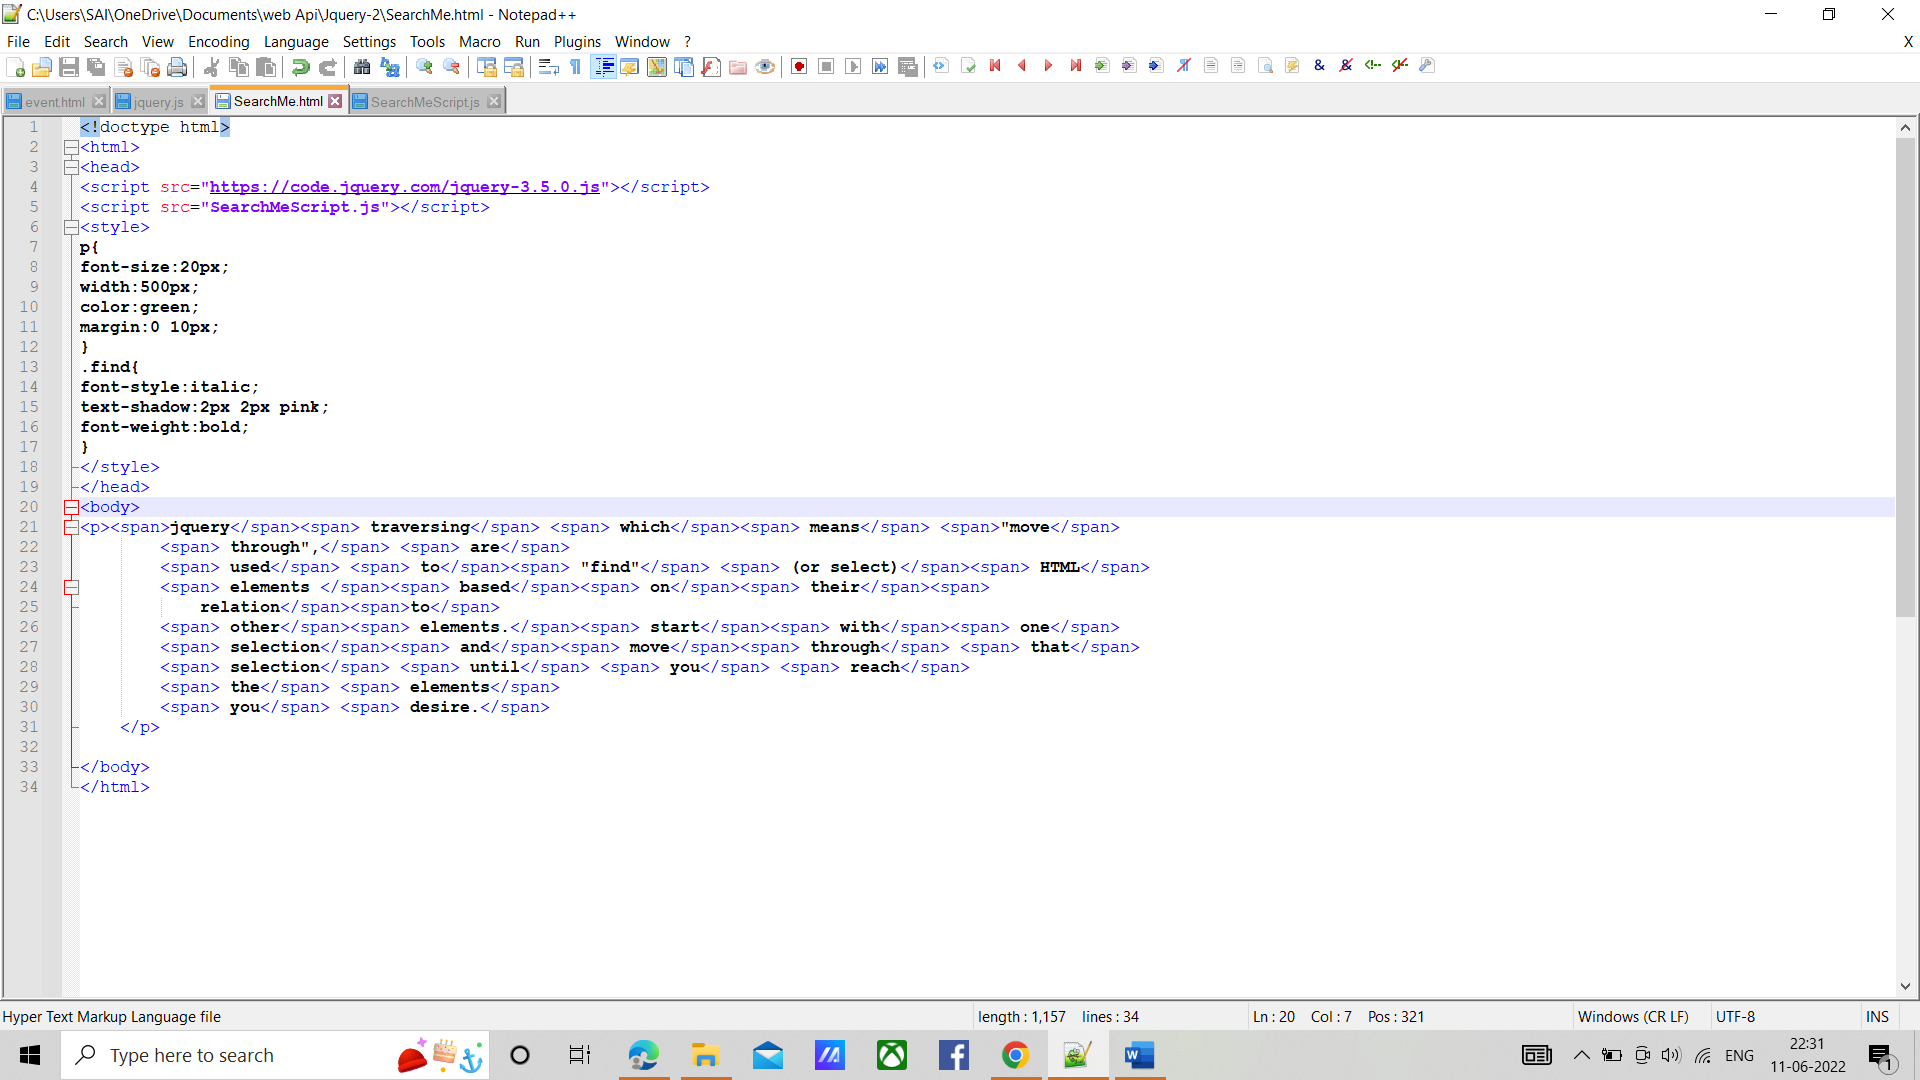 C:\Users\SAI\OneDrive\Documents\web Api\Jquery-2\SearchMe.html - Notepad++
File Edit Search View Encoding Language Settings Tools Macro Run Plugins Window ? X
event.html jquery.js SearchMe.html SearchMeScript.js
1 <!doctype html>
2 <html>
3 <head>
4 <script src="https://code.jquery.com/jquery-3.5.0.js"></script>
5 <script src="SearchMeScript.js"></script>
6 <style>
7 p{
8 font-size:20px;
9 width:500px;
10 color:green;
11 margin:0 10px;
12 }
13 .find{
14 font-style:italic;
15 text-shadow:2px 2px pink;
16 font-weight:bold;
17 }
18 </style>
19 </head>
20 <body>
21 <p><span>jquery</span><span> traversing</span> <span> which</span><span> means</span> <span>"move</span>
22 <span> through",</span> <span> are</span>
23 <span> used</span> <span> to</span><span> "find"</span> <span> (or select)</span><span> HTML</span>
24 <span> elements </span><span> based</span><span> on</span><span> their</span><span>
25 relation</span><span>to</span>
26 <span> other</span><span> elements.</span><span> start</span><span> with</span><span> one</span>
27 <span> selection</span><span> and</span><span> move</span><span> through</span> <span> that</span>
28 <span> selection</span> <span> until</span> <span> you</span> <span> reach</span>
29 <span> the</span> <span> elements</span>
30 <span> you</span> <span> desire.</span>
31 </p>
32
33 </body>
34 </html>
Hyper Text Markup Language file length : 1,157 lines : 34 Ln : 20 Col : 7 Pos : 321 Windows (CR LF) UTF-8 INS
Type here to search ENG 22:31
11-06-2022 1